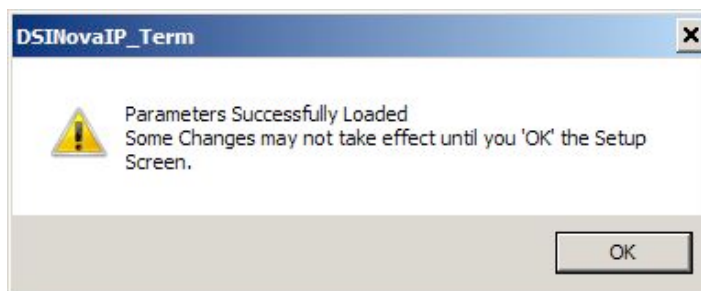 DSINovaIP_Term
Parameters Successfully Loaded
Some Changes may not take effect until you 'OK' the Setup
Screen.
OK